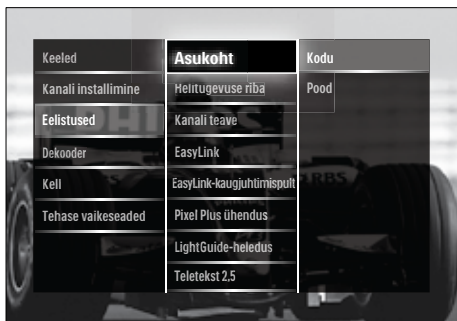 Keeled
Kanali installimine
Eelistused
Dekooder
Kell
Tehase vaikeseaded
Asukoht
Helitugevuse riba
Kanali teave
EasyLink
EasyLink-kaugjuhtimispult
Pixel Plus ühendus
LightGuide-heledus
Teletekst 2,5
Kodu
Pood
RBS